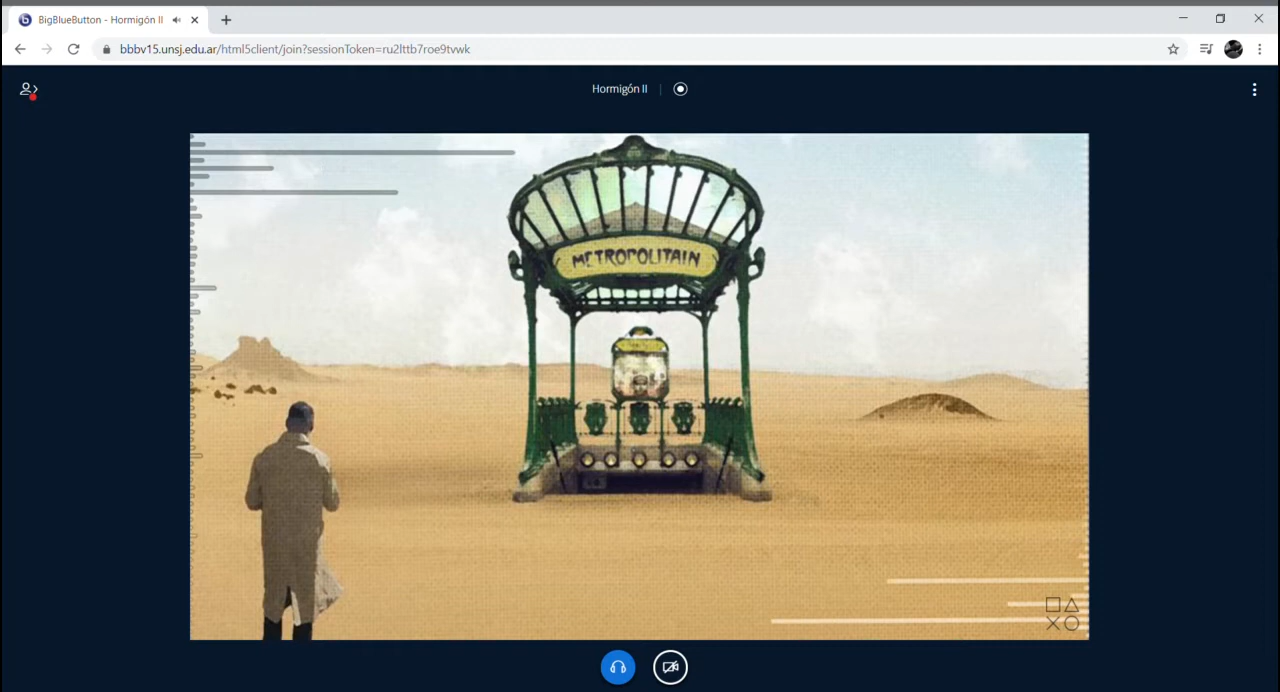 BigBlueButton - Hormigón II
bbbv15.unsj.edu.ar/html5client/join?sessionToken=ru2lttb7roe9tvwk
Hormigón II
METROPOLITAIN